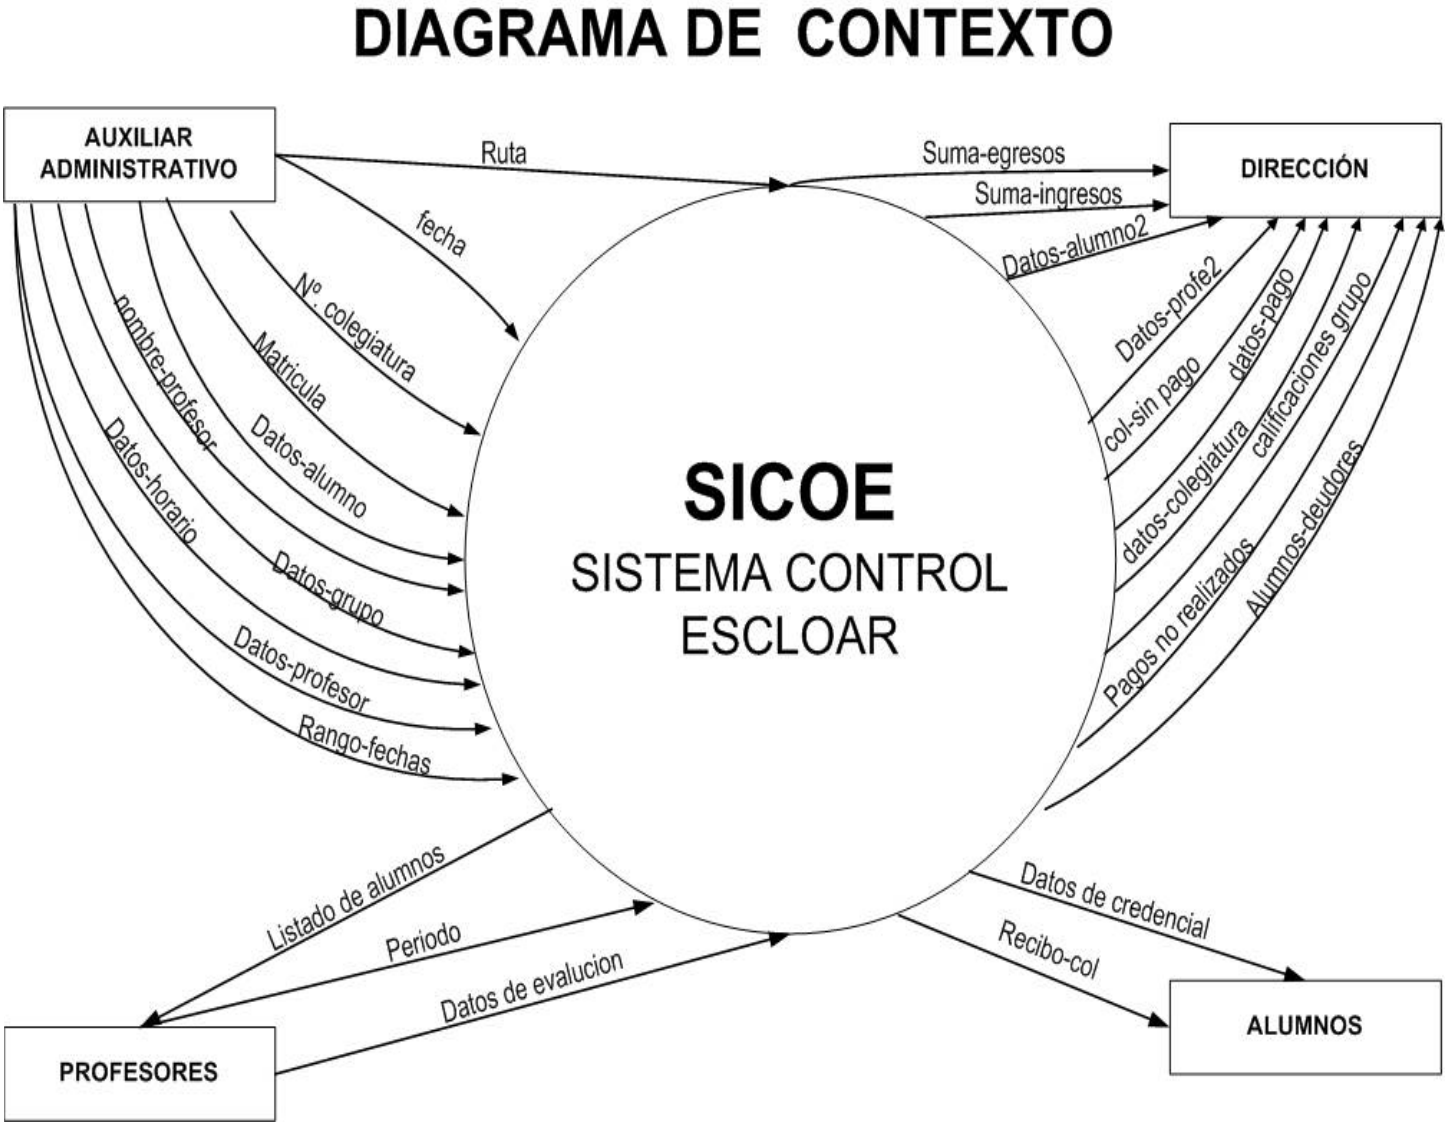 DIAGRAMA DE CONTEXTO
AUXILIAR
ADMINISTRATIVO
Ruta
fecha
Nº. colegiatura
Matricula
Datos-alumno
nombre-profesor
Datos-grupo
Datos-horario
Datos-profesor
Rango-fechas
SICOE
SISTEMA CONTROL
ESCLOAR
Suma-egresos
Suma-ingresos
Datos-alumno2
DIRECCIÓN
Datos-profe2
col-sin pago
datos-pago
datos-colegiatura
calificaciones grupo
Pagos no realizados
Alumnos-deudores
Listado de alumnos
Periodo
Datos de evalucion
PROFESORES
Datos de credencial
Recibo-col
ALUMNOS